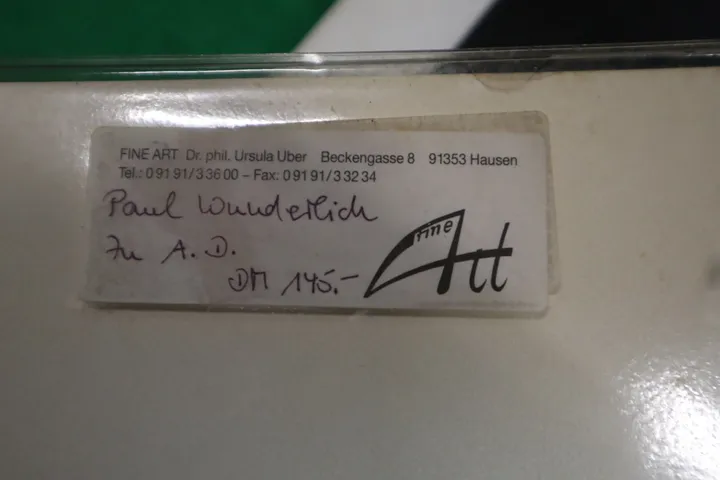 FINE ART Dr. phil. Ursula Uber Beckengasse 8 91353 Hausen
Tel.: 0 91 91/3 36 00 – Fax: 0 91 91/3 32 34
Paul Wunderlich
Zu A. D.
DM 145.-
fine
Art